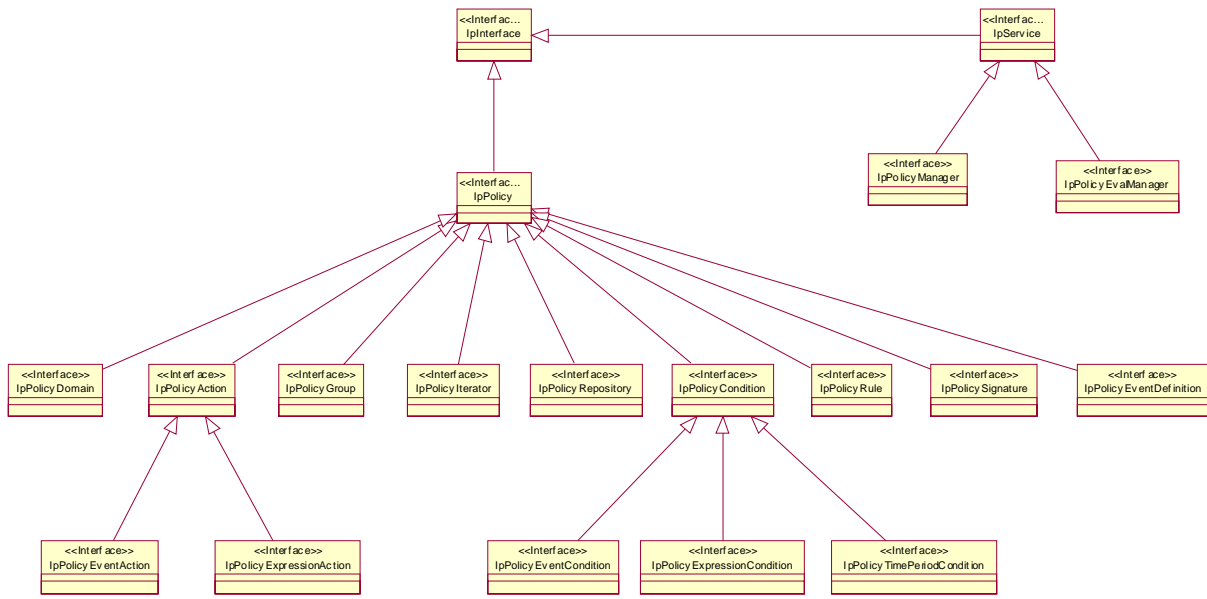 <<Interfac...
IpInterface
<<Interfac...
IpService
<<Interface>>
IpPolicyManager
<<Interface>>
IpPolicyEvalManager
<<Interfac...
IpPolicy
<<Interface>>
IpPolicyDomain
<<Interface>>
IpPolicyAction
<<Interface>>
IpPolicyGroup
<<Interface>>
IpPolicyIterator
<<Interface>>
IpPolicyRepository
<<Interface>>
IpPolicyCondition
<<Interface>>
IpPolicyRule
<<Interface>>
IpPolicySignature
<<Interface>>
IpPolicyEventDefinition
<<Interface>>
IpPolicyEventAction
<<Interface>>
IpPolicyExpressionAction
<<Interface>>
IpPolicyEventCondition
<<Interface>>
IpPolicyExpressionCondition
<<Interface>>
IpPolicyTimePeriodCondition